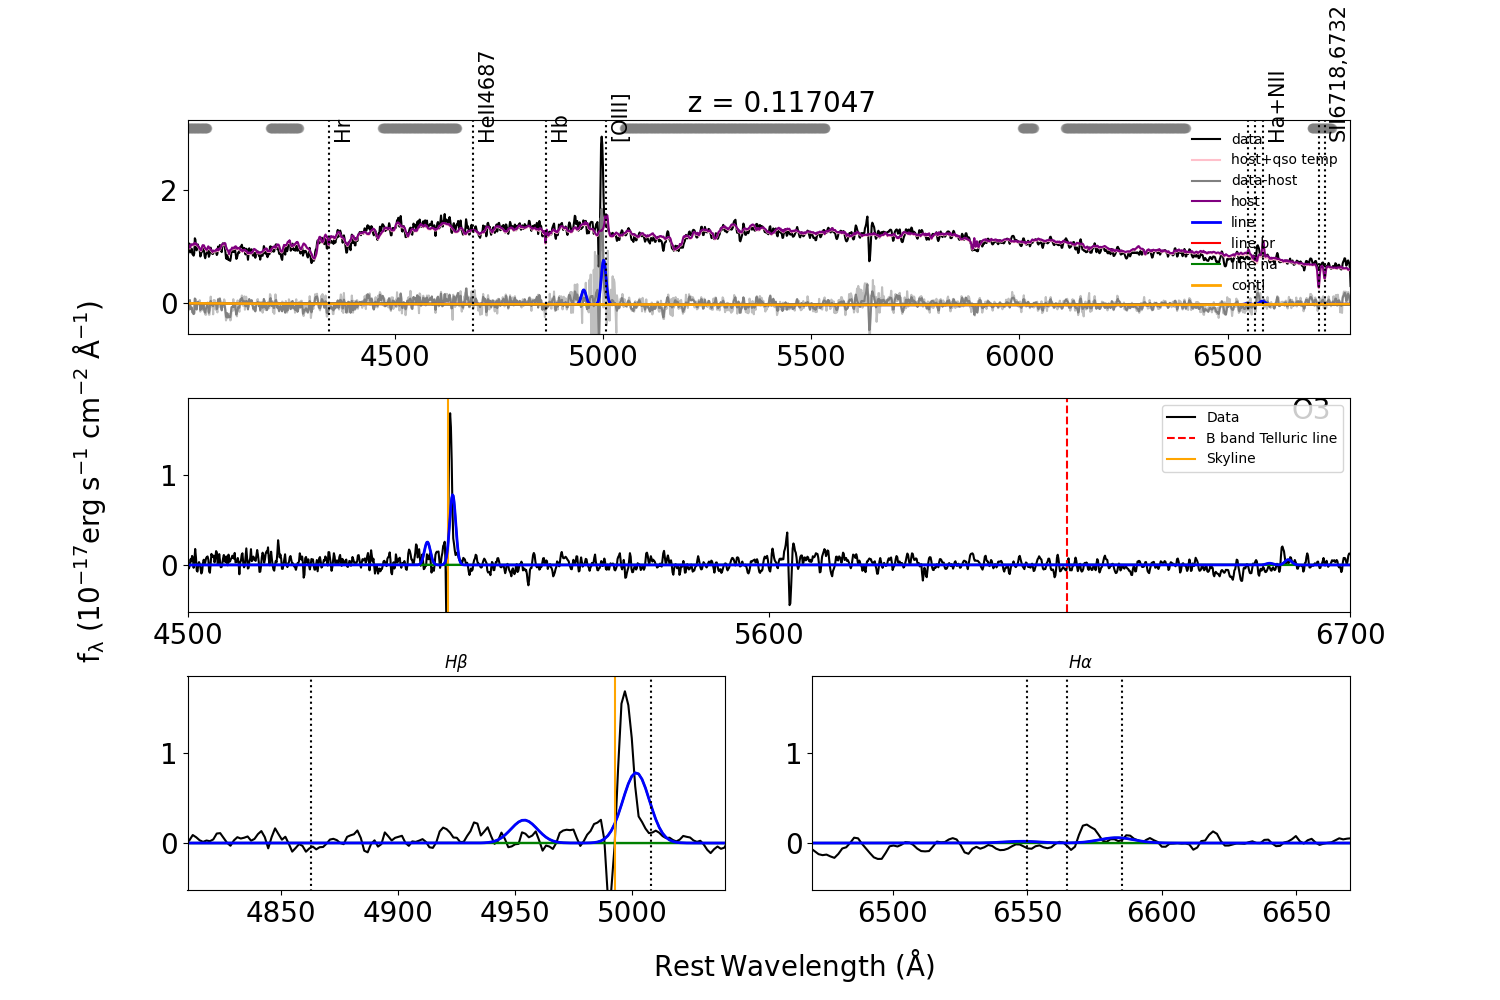 z = 0.117047
Hr
HeII4687
Hb
[OIII]
Ha+NII
SII6718,6732
data
host+qso temp
data-host
host
line
line br
line na
conti
2
0
4500
5000
5500
6000
6500
O3
Data
B band Telluric line
Skyline
1
0
4500
5600
6700
fλ (10⁻¹⁷erg s⁻¹ cm⁻² Å⁻¹)
Hβ
1
0
4850
4900
4950
5000
Hα
1
0
6500
6550
6600
6650
Rest Wavelength (Å)